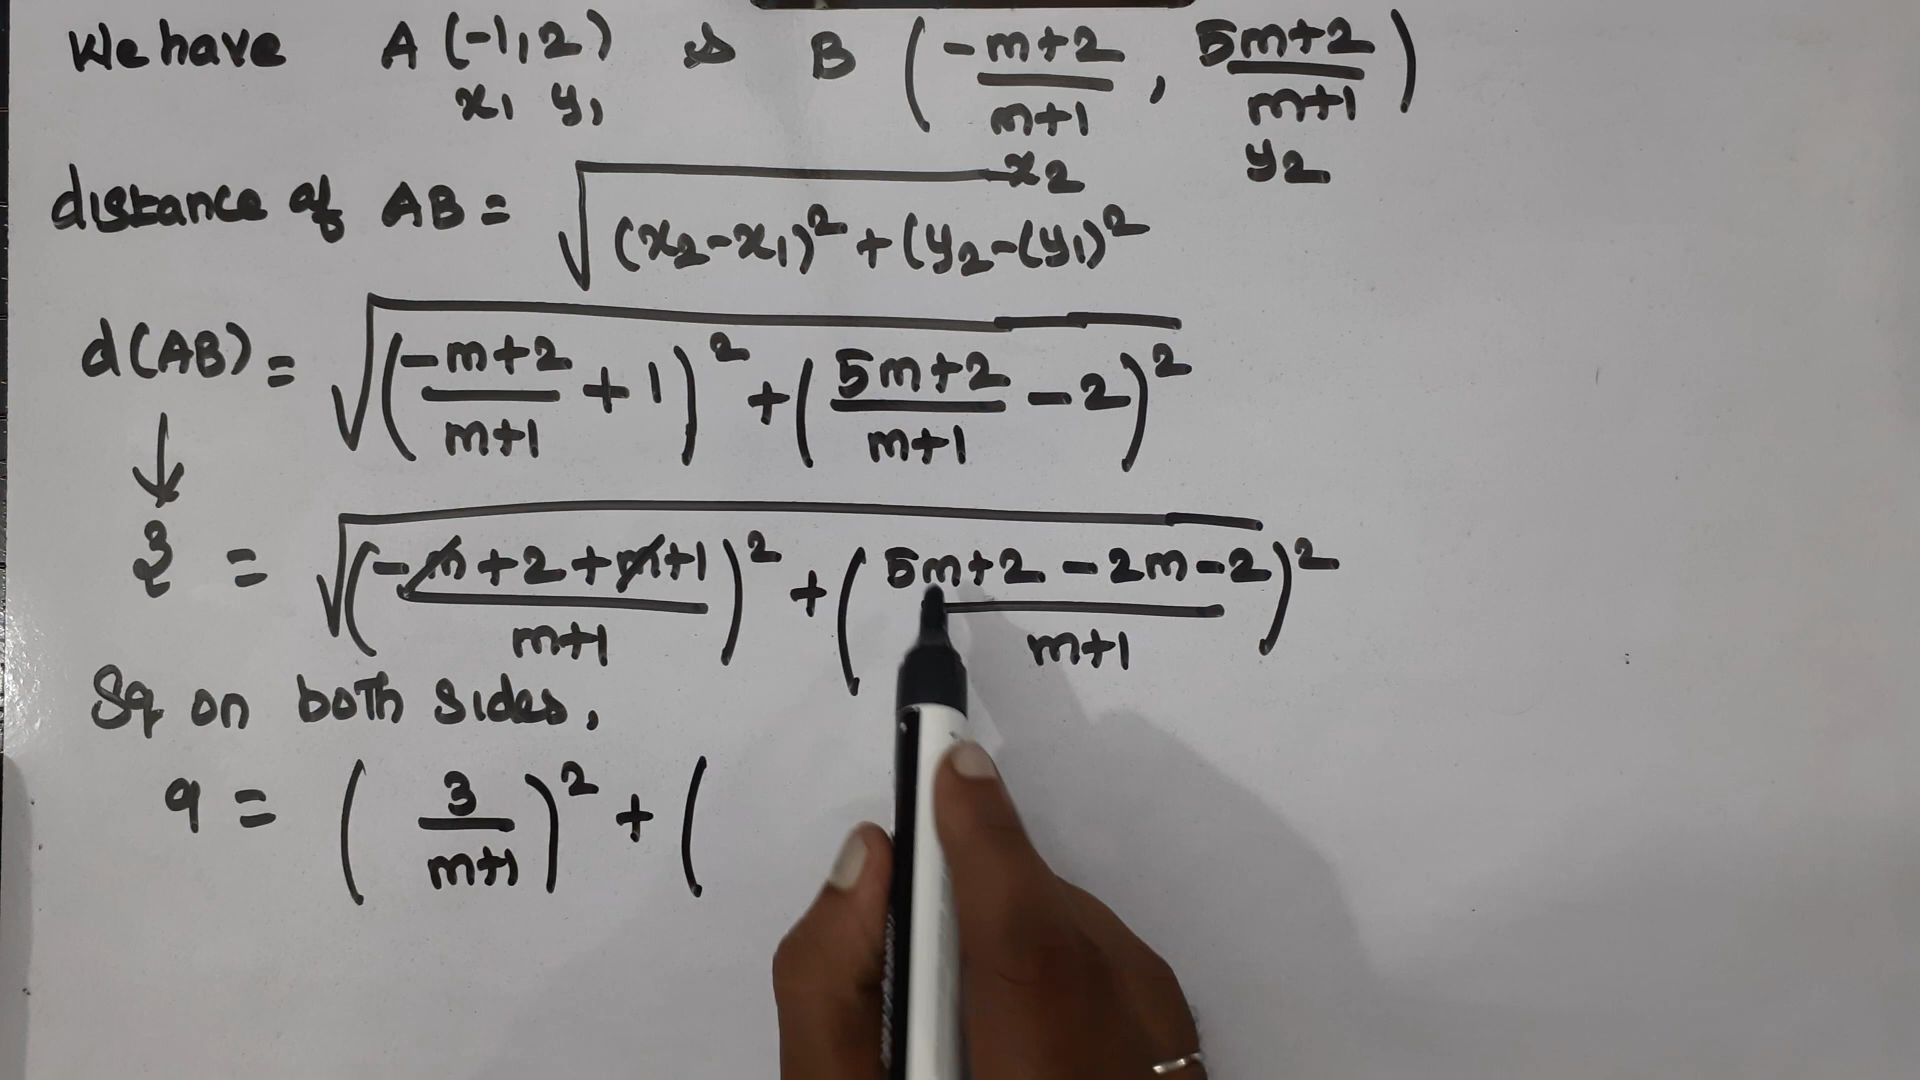 We have A (-1, 2) & B ( (-m+2)/(m+1) , (5m+2)/(m+1) )
x₁ y₁ x₂ y₂
distance of AB = √((x₂-x₁)² + (y₂-(y₁)²
d(AB) = √(((-m+2)/(m+1) + 1)² + ((5m+2)/(m+1) - 2)²)
↓
3 = √(((-m+2+m+1)/(m+1))² + ((5m+2-2m-2)/(m+1))²)
Sq on both sides,
9 = (3/(m+1))² + (